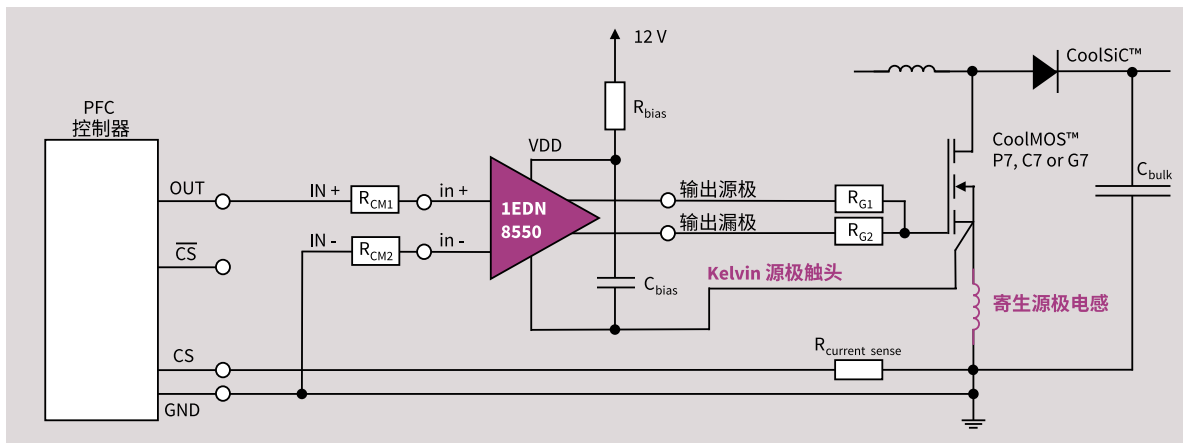 12 V
CoolSiC™
R bias
PFC
控制器
VDD
CoolMOS™
P7, C7 or G7
C bulk
OUT
IN +
R CM1
in +
1EDN
8550
输出源极
R G1
IN -
R CM2
in -
输出漏极
R G2
CS
Kelvin 源极触头
C bias
寄生源极电感
R current sense
CS
GND